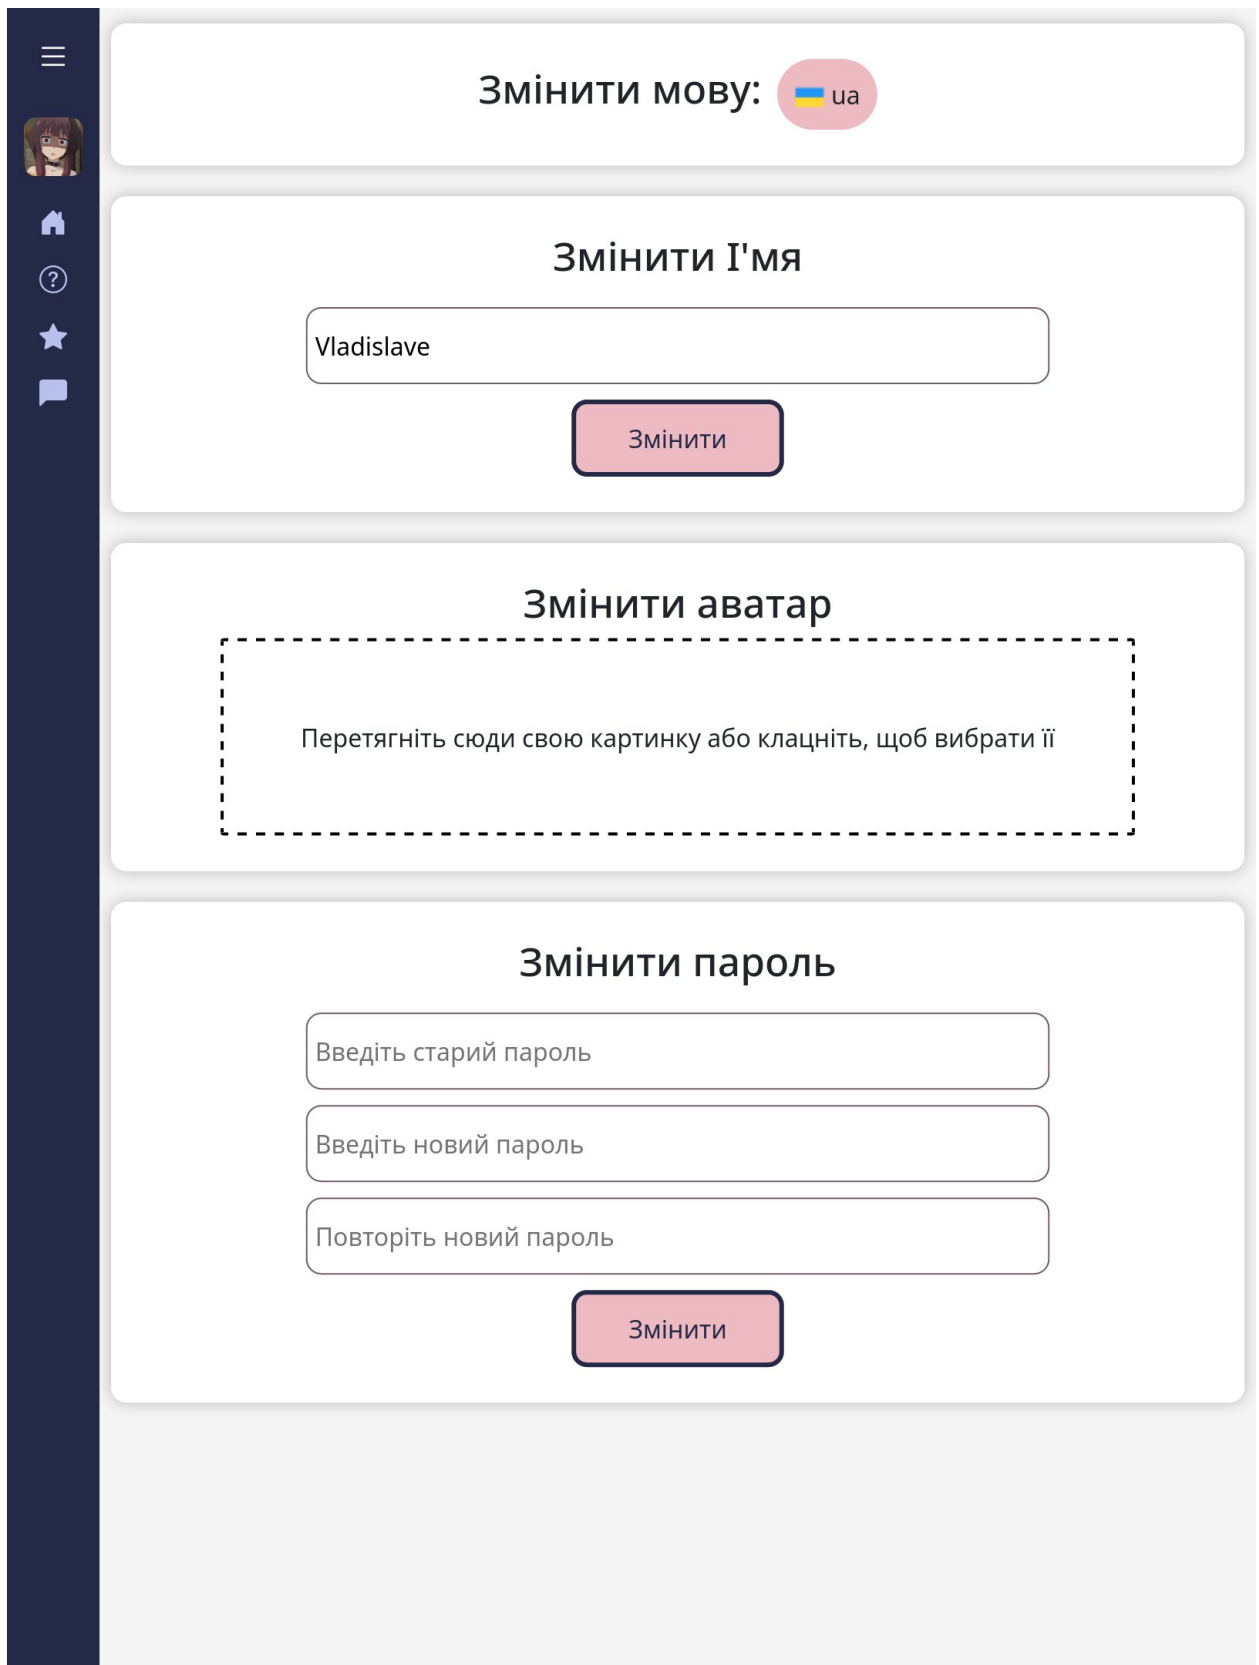 Змінити мову: ua
Змінити І'мя
Vladislave
Змінити
Змінити аватар
Перетягніть сюди свою картинку або клацніть, щоб вибрати її
Змінити пароль
Введіть старий пароль
Введіть новий пароль
Повторіть новий пароль
Змінити